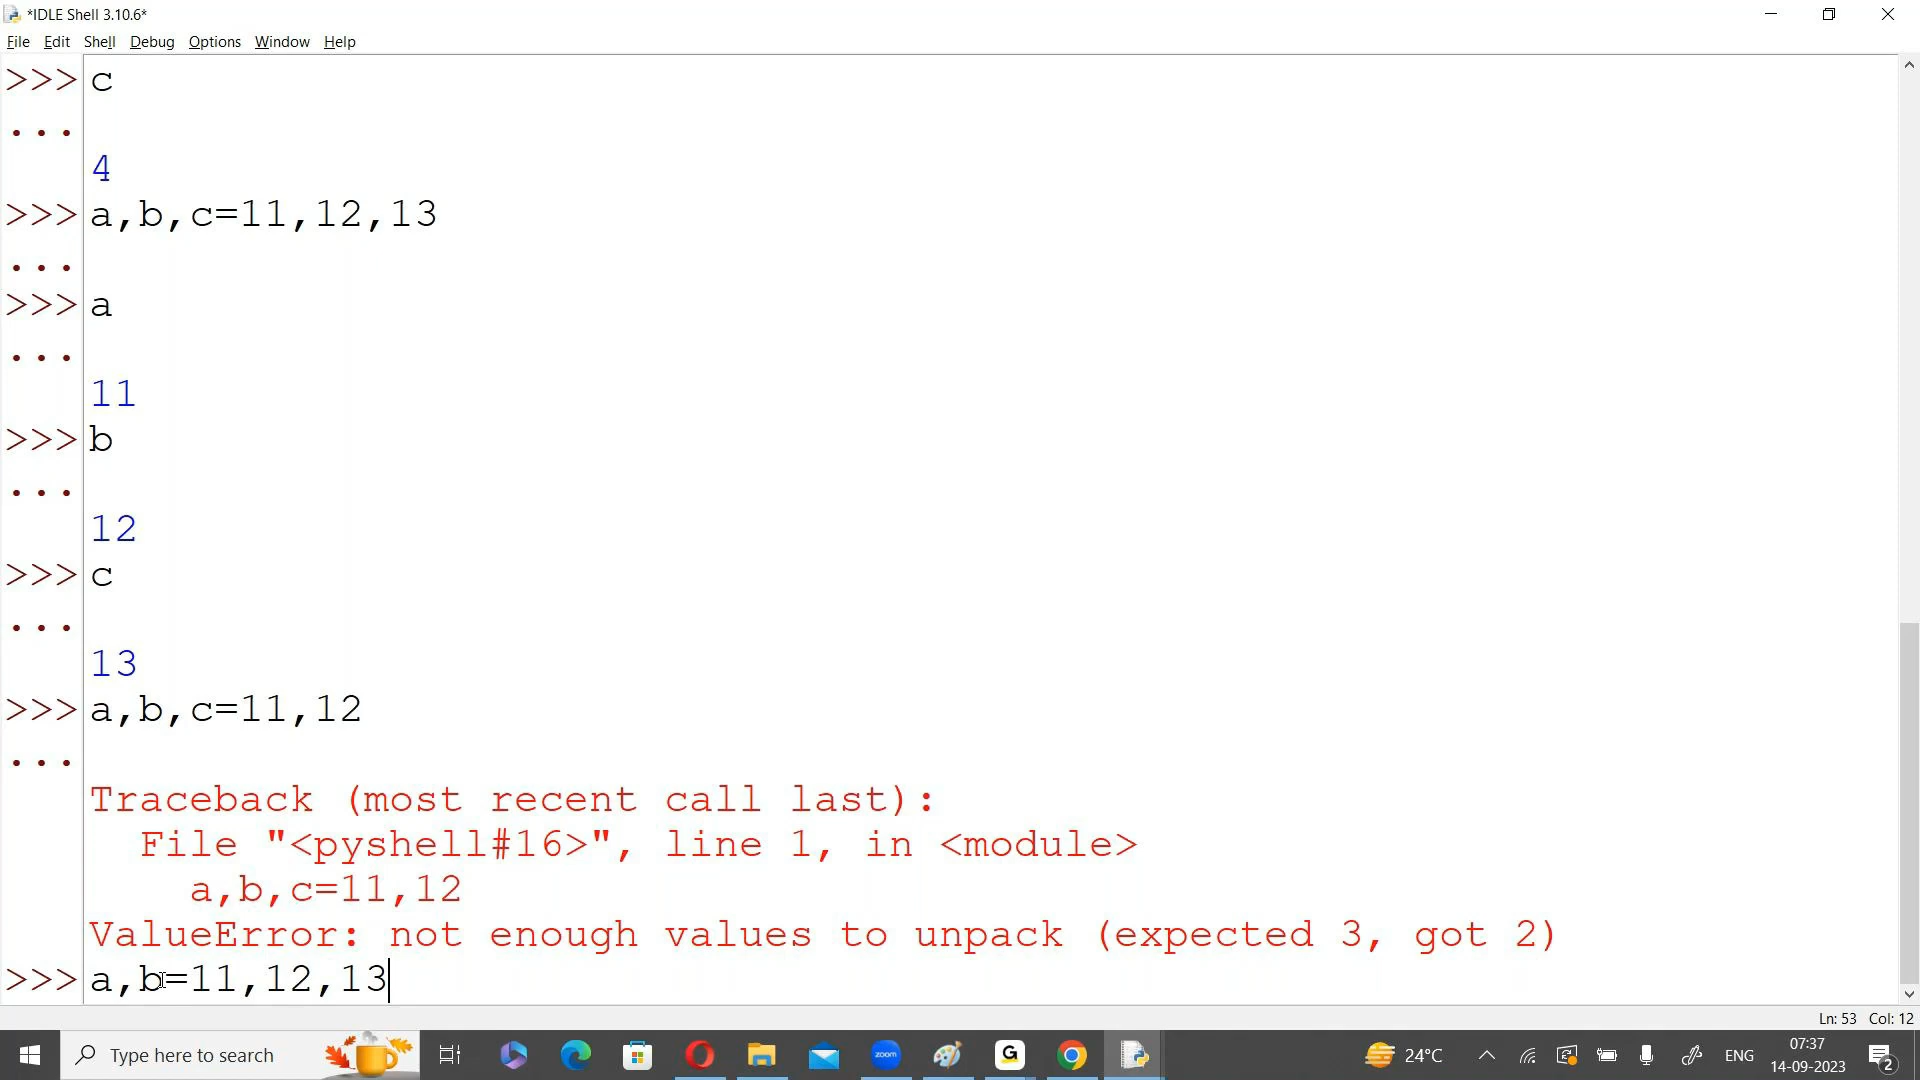 *IDLE Shell 3.10.6*
File Edit Shell Debug Options Window Help
>>> c
...
4
>>> a,b,c=11,12,13
...
>>> a
...
11
>>> b
...
12
>>> c
...
13
>>> a,b,c=11,12
...
Traceback (most recent call last):
File "<pyshell#16>", line 1, in <module>
a,b,c=11,12
ValueError: not enough values to unpack (expected 3, got 2)
>>> a,b=11,12,13
Ln: 53 Col: 12
Type here to search
zoom
G
24°C
ENG
07:37
14-09-2023
2